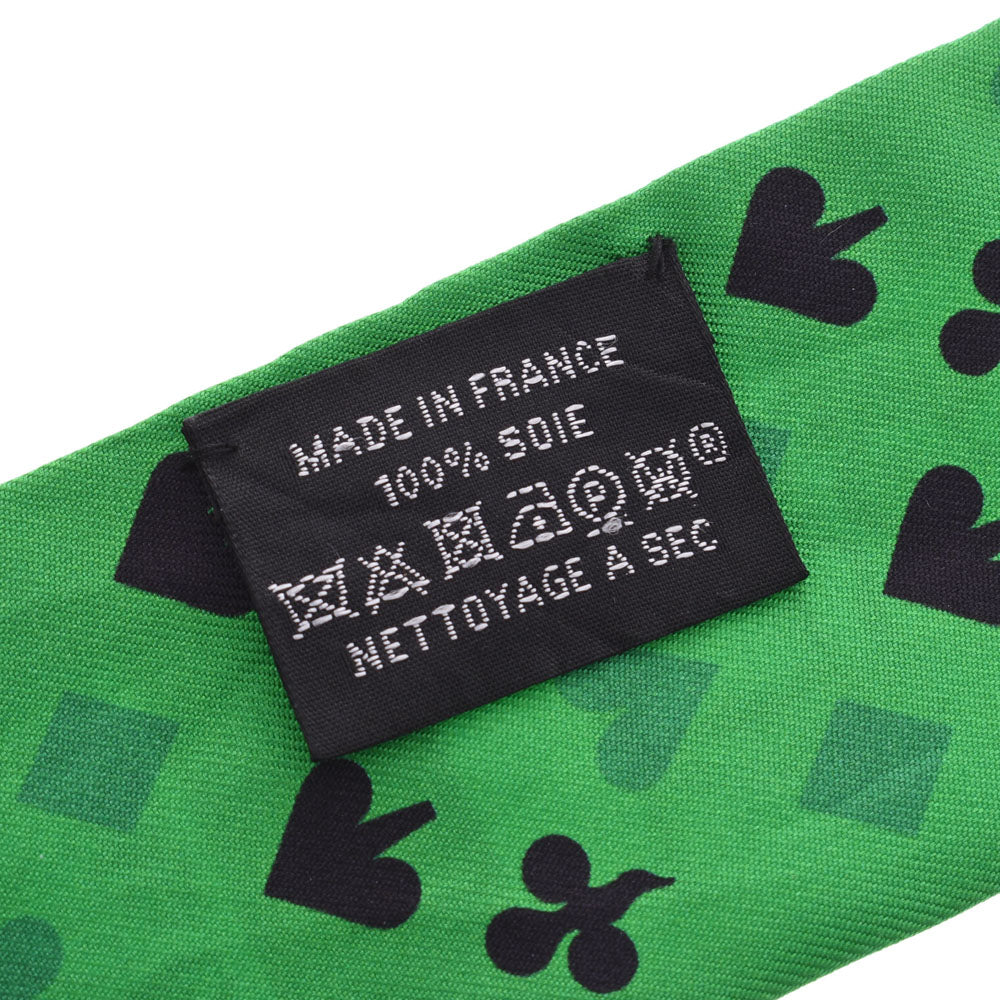 MADE IN FRANCE
100% SOIE
P W ®
NETTOYAGE A SEC